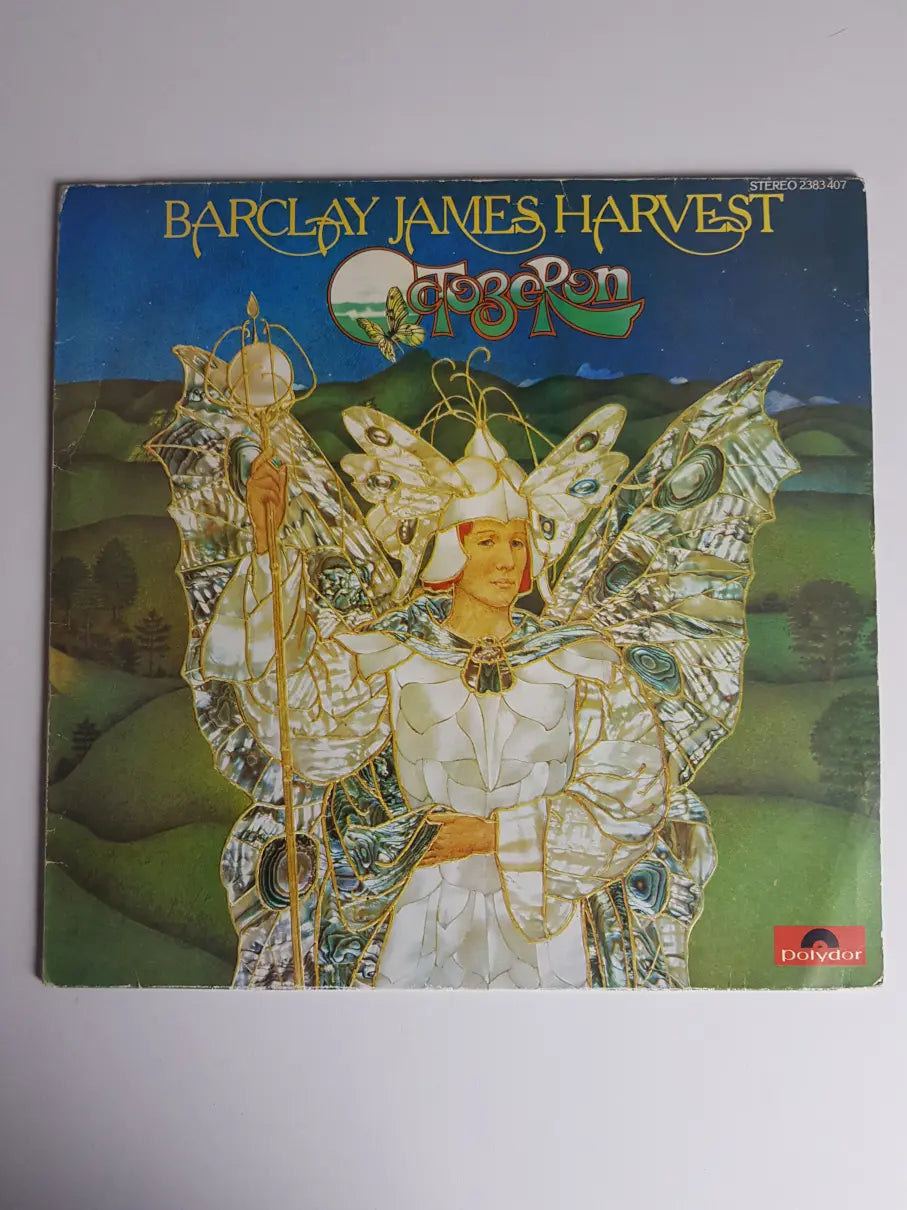 STEREO 2383 407
BARCLAY JAMES HARVEST
OCTOBERON
polydor